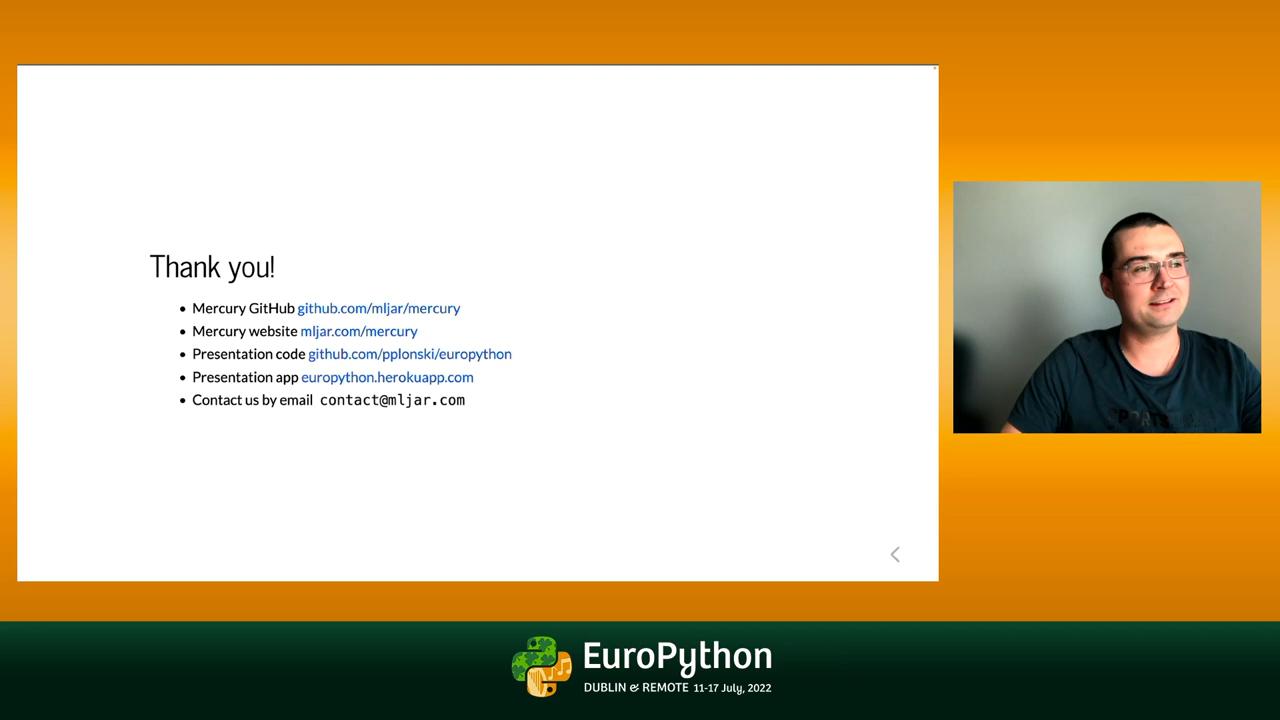 Thank you!
Mercury GitHub github.com/mljar/mercury
Mercury website mljar.com/mercury
Presentation code github.com/pplonski/europython
Presentation app europython.herokuapp.com
Contact us by email contact@mljar.com
EuroPython
DUBLIN & REMOTE 11-17 July, 2022